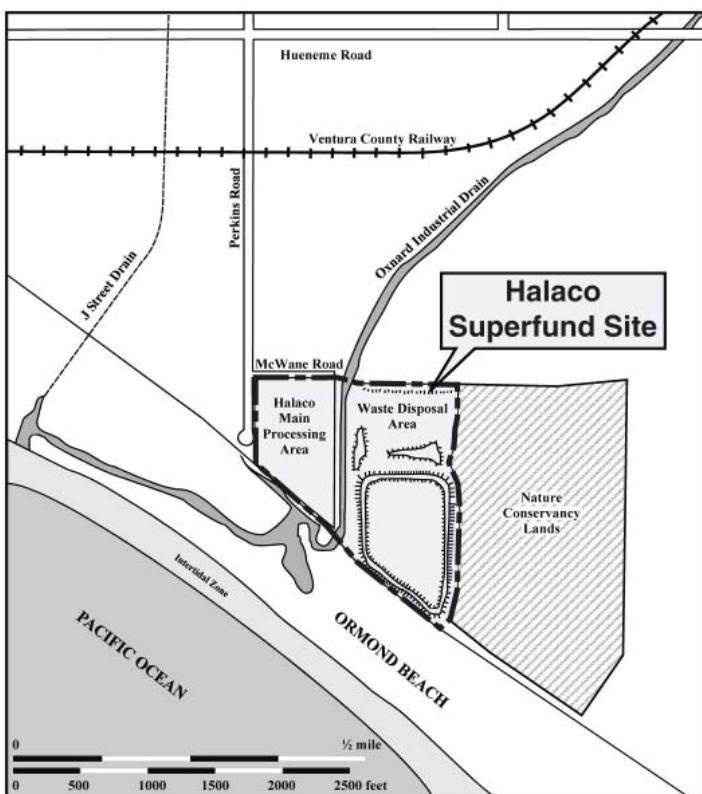 Hueneme Road
Ventura County Railway
Perkins Road
Oxnard Industrial Drain
J Street Drain
Halaco
Superfund Site
McWane Road
Halaco
Main
Processing
Area
Waste Disposal
Area
Nature
Conservancy
Lands
Intertidal Zone
PACIFIC OCEAN
ORMOND BEACH
0 ½ mile
0 500 1000 1500 2000 2500 feet